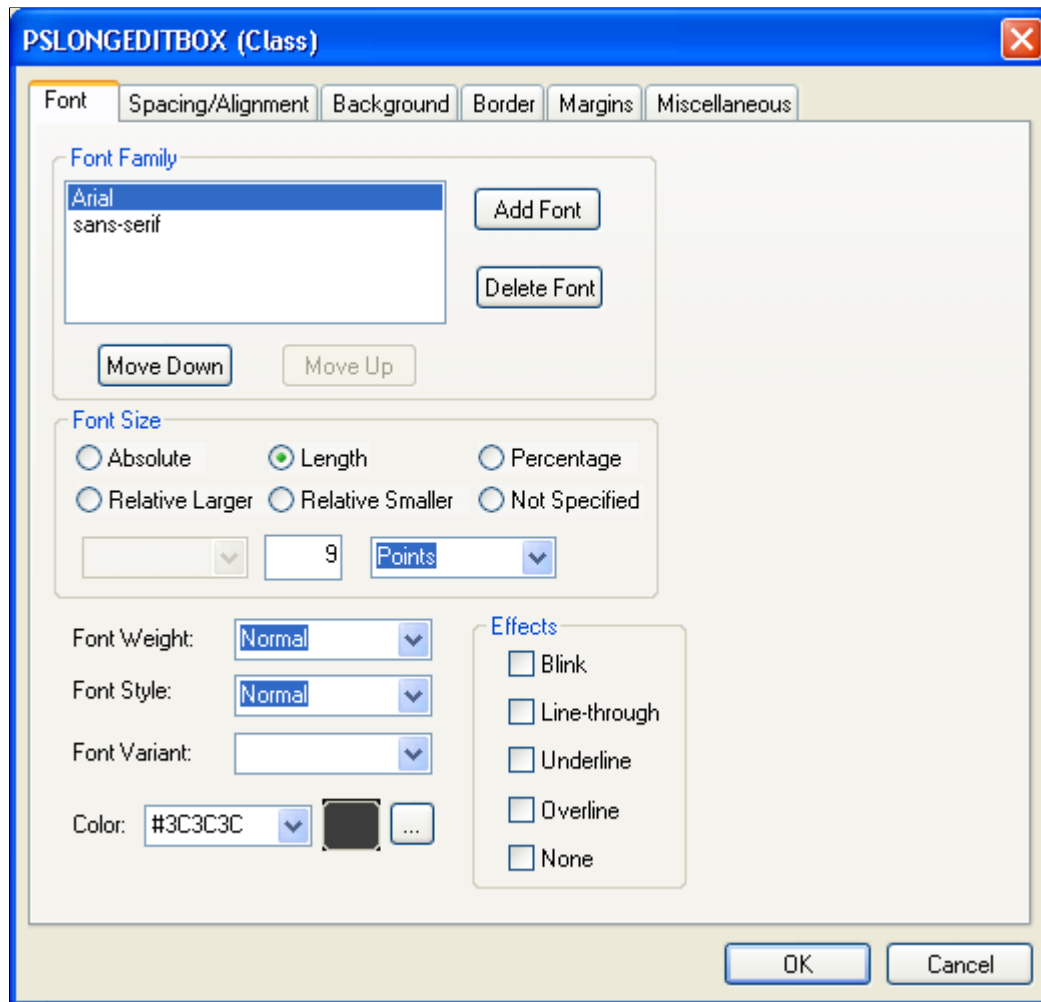 PSLONGEDITBOX (Class)
Font Spacing/Alignment Background Border Margins Miscellaneous
Font Family
Arial
sans-serif
Add Font
Delete Font
Move Down Move Up
Font Size
Absolute Length Percentage
Relative Larger Relative Smaller Not Specified
9 Points
Font Weight: Normal
Font Style: Normal
Font Variant:
Color: #3C3C3C ...
Effects
Blink
Line-through
Underline
Overline
None
OK Cancel